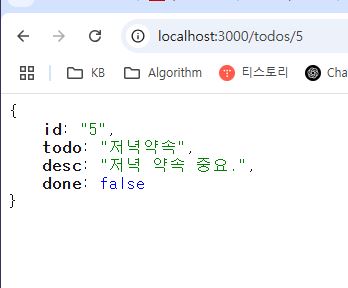 localhost:3000/todos/5
KB
Algorithm
티스토리
Cha
{
id: "5",
todo: "저녁약속",
desc: "저녁 약속 중요.",
done: false
}